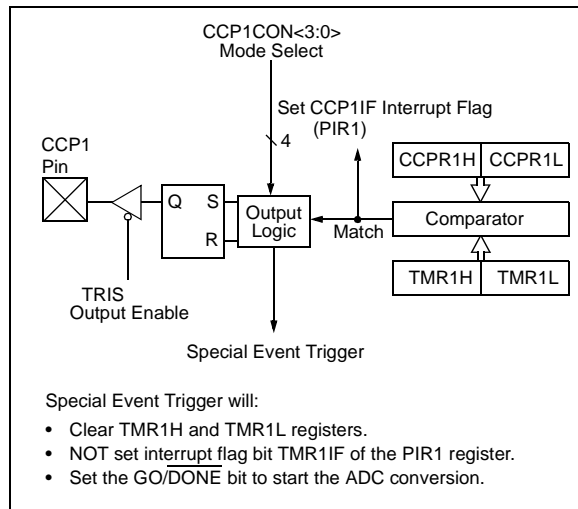 CCP1CON<3:0>
Mode Select
Set CCP1IF Interrupt Flag
(PIR1)
CCP1
Pin
4
CCPR1H CCPR1L
Q S
R
Output
Logic
Match
Comparator
TRIS
Output Enable
TMR1H TMR1L
Special Event Trigger
Special Event Trigger will:
• Clear TMR1H and TMR1L registers.
• NOT set interrupt flag bit TMR1IF of the PIR1 register.
• Set the GO/DONE bit to start the ADC conversion.